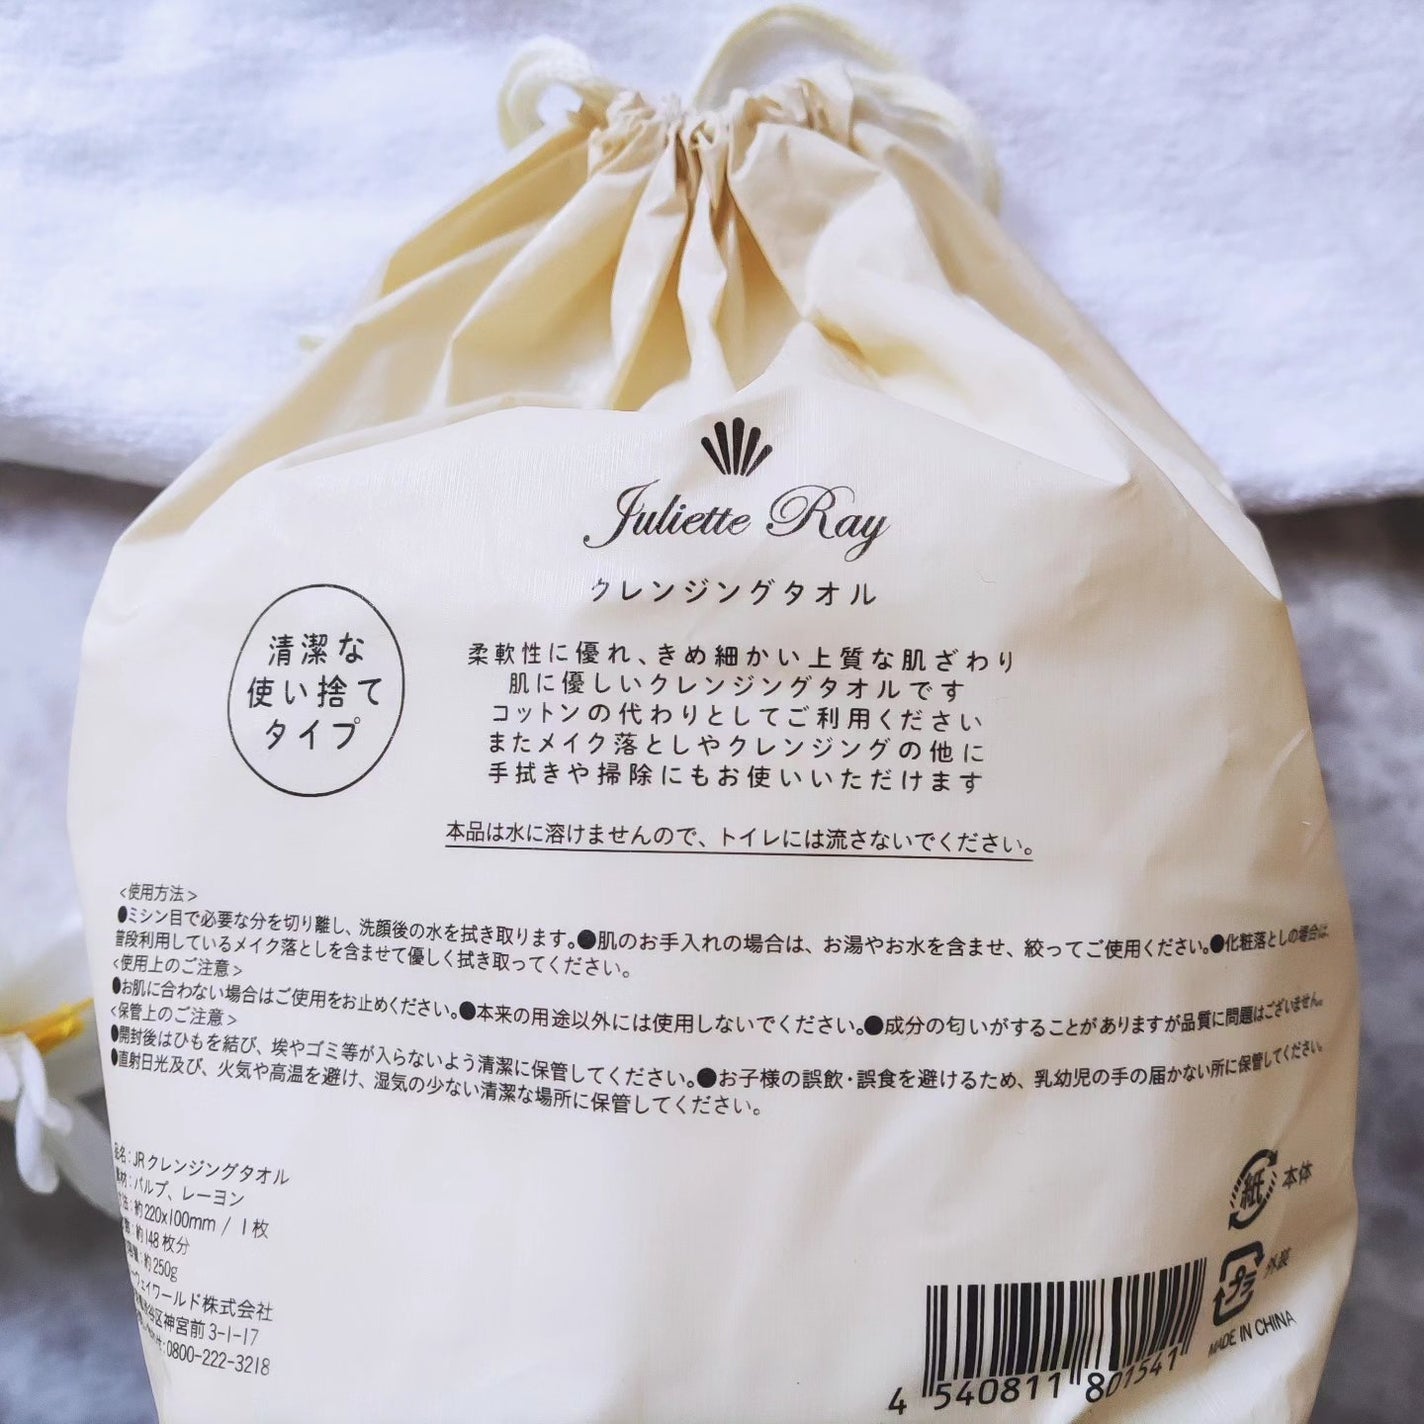 Juliette Ray
クレンジングタオル
清潔な
使い捨て
タイプ
柔軟性に優れ、きめ細かい上質な肌ざわり
肌に優しいクレンジングタオルです
コットンの代わりとしてご利用ください
またメイク落としやクレンジングの他に
手拭きや掃除にもお使いいただけます
本品は水に溶けませんので、トイレには流さないでください。
<使用方法>
●ミシン目で必要な分を切り離し、洗顔後の水を拭き取ります。●肌のお手入れの場合は、お湯やお水を含ませ、絞ってご使用ください。●化粧落としの場合は、
普段利用しているメイク落としを含ませて優しく拭き取ってください。
<使用上のご注意>
●お肌に合わない場合はご使用をお止めください。●本来の用途以外には使用しないでください。●成分の匂いがすることがありますが品質に問題はございません。
<保管上のご注意>
●開封後はひもを結び、埃やゴミ等が入らないよう清潔に保管してください。●お子様の誤飲・誤食を避けるため、乳幼児の手の届かない所に保管してください。
●直射日光及び、火気や高温を避け、湿気の少ない清潔な場所に保管してください。
品名:JRクレンジングタオル
素材:パルプ、レーヨン
約220x100mm / 1枚
約148枚分
約250g
ウェイワールド株式会社
区神宮前3-1-17
0800-222-3218
紙 本体
プラ 外装
MADE IN CHINA
4 540811 801541